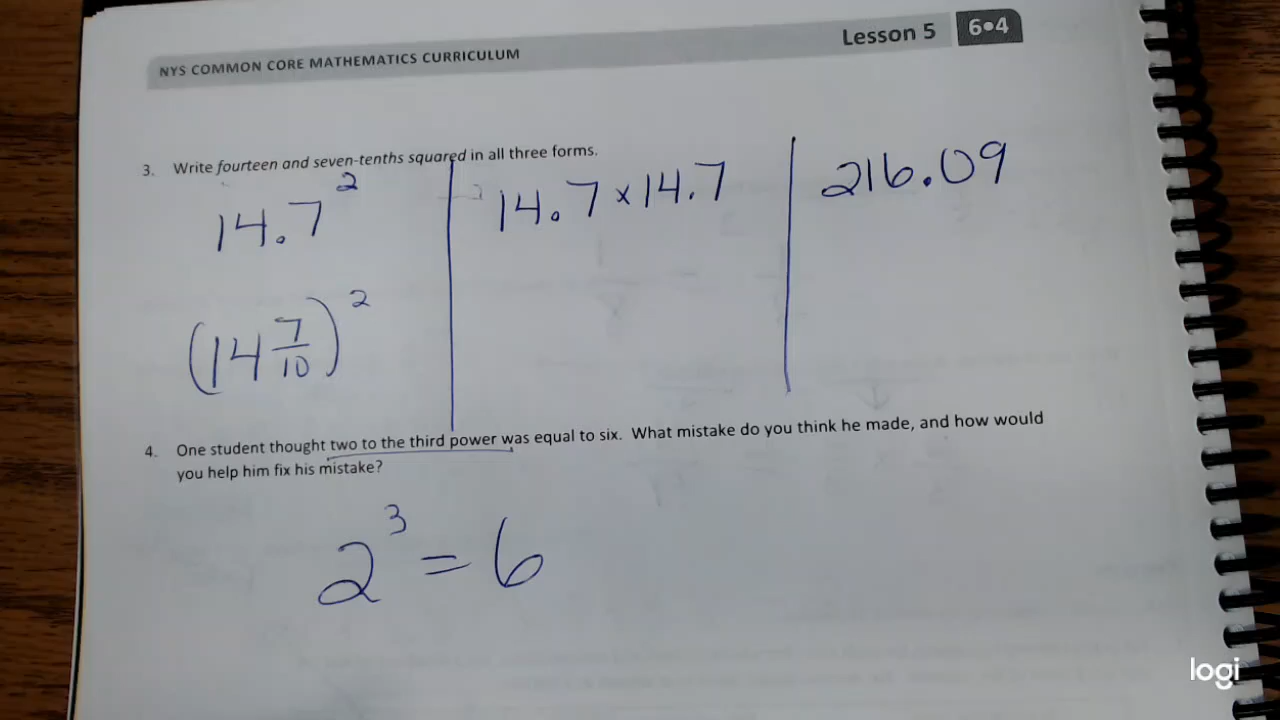 NYS COMMON CORE MATHEMATICS CURRICULUM
Lesson 5
6•4
3. Write fourteen and seven-tenths squared in all three forms.
14.7²
14.7 × 14.7
216.09
(14 7/10)²
4. One student thought two to the third power was equal to six. What mistake do you think he made, and how would
you help him fix his mistake?
2³ = 6
logi